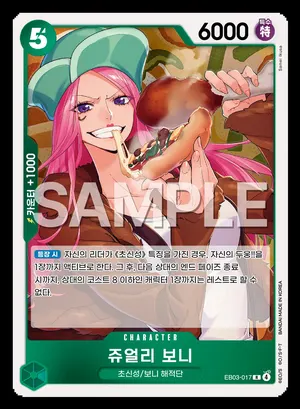 5
6000
특수
特
카운터 +1000
SAMPLE
등장 시 자신의 리더가 《초신성》 특징을 가진 경우, 자신의 두웅!!을
1장까지 액티브로 한다. 그 후, 다음 상대의 엔드 페이즈 종료
시까지, 상대의 코스트 8 이하인 캐릭터 1장까지는 레스트로 할 수
없다.
CHARACTER
쥬얼리 보니
초신성/보니 해적단
BANDAI MADE IN KOREA
EB03-017 R